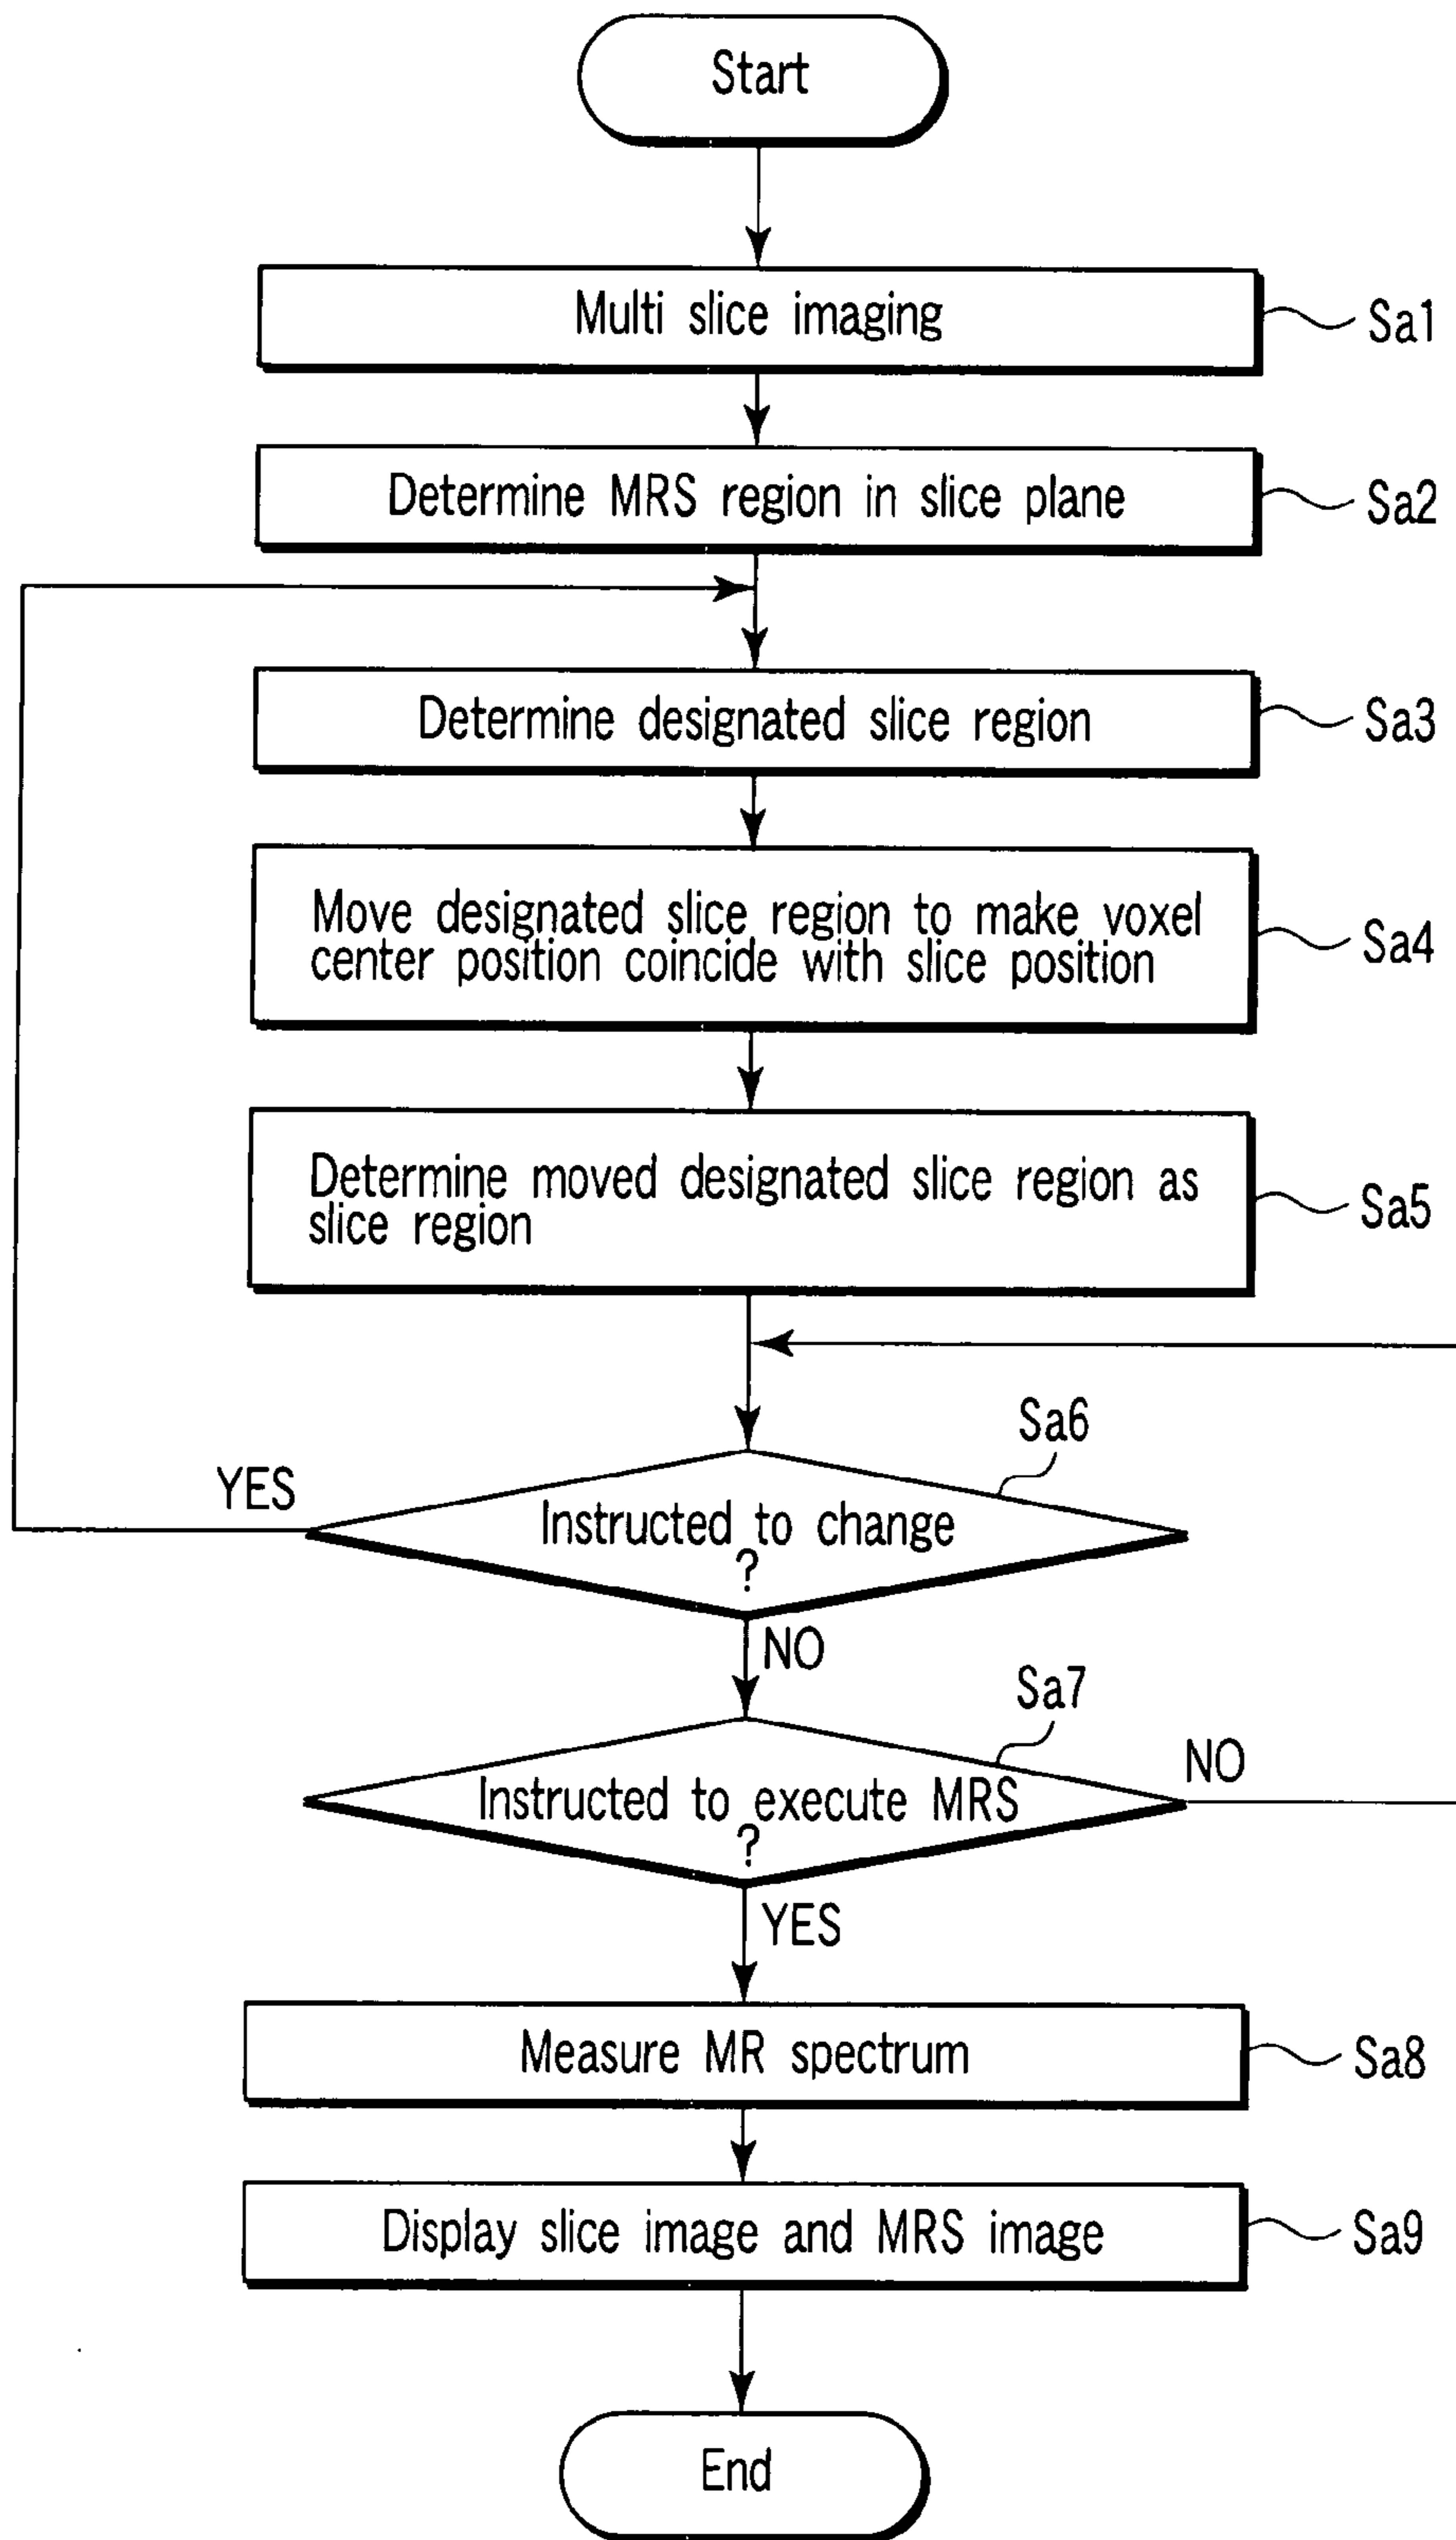 Start
Multi slice imaging
Sa1
Determine MRS region in slice plane
Sa2
Determine designated slice region
Sa3
Move designated slice region to make voxel
center position coincide with slice position
Sa4
Determine moved designated slice region as
slice region
Sa5
Sa6
YES
Instructed to change
?
NO
Sa7
NO
Instructed to execute MRS
?
YES
Measure MR spectrum
Sa8
Display slice image and MRS image
Sa9
End